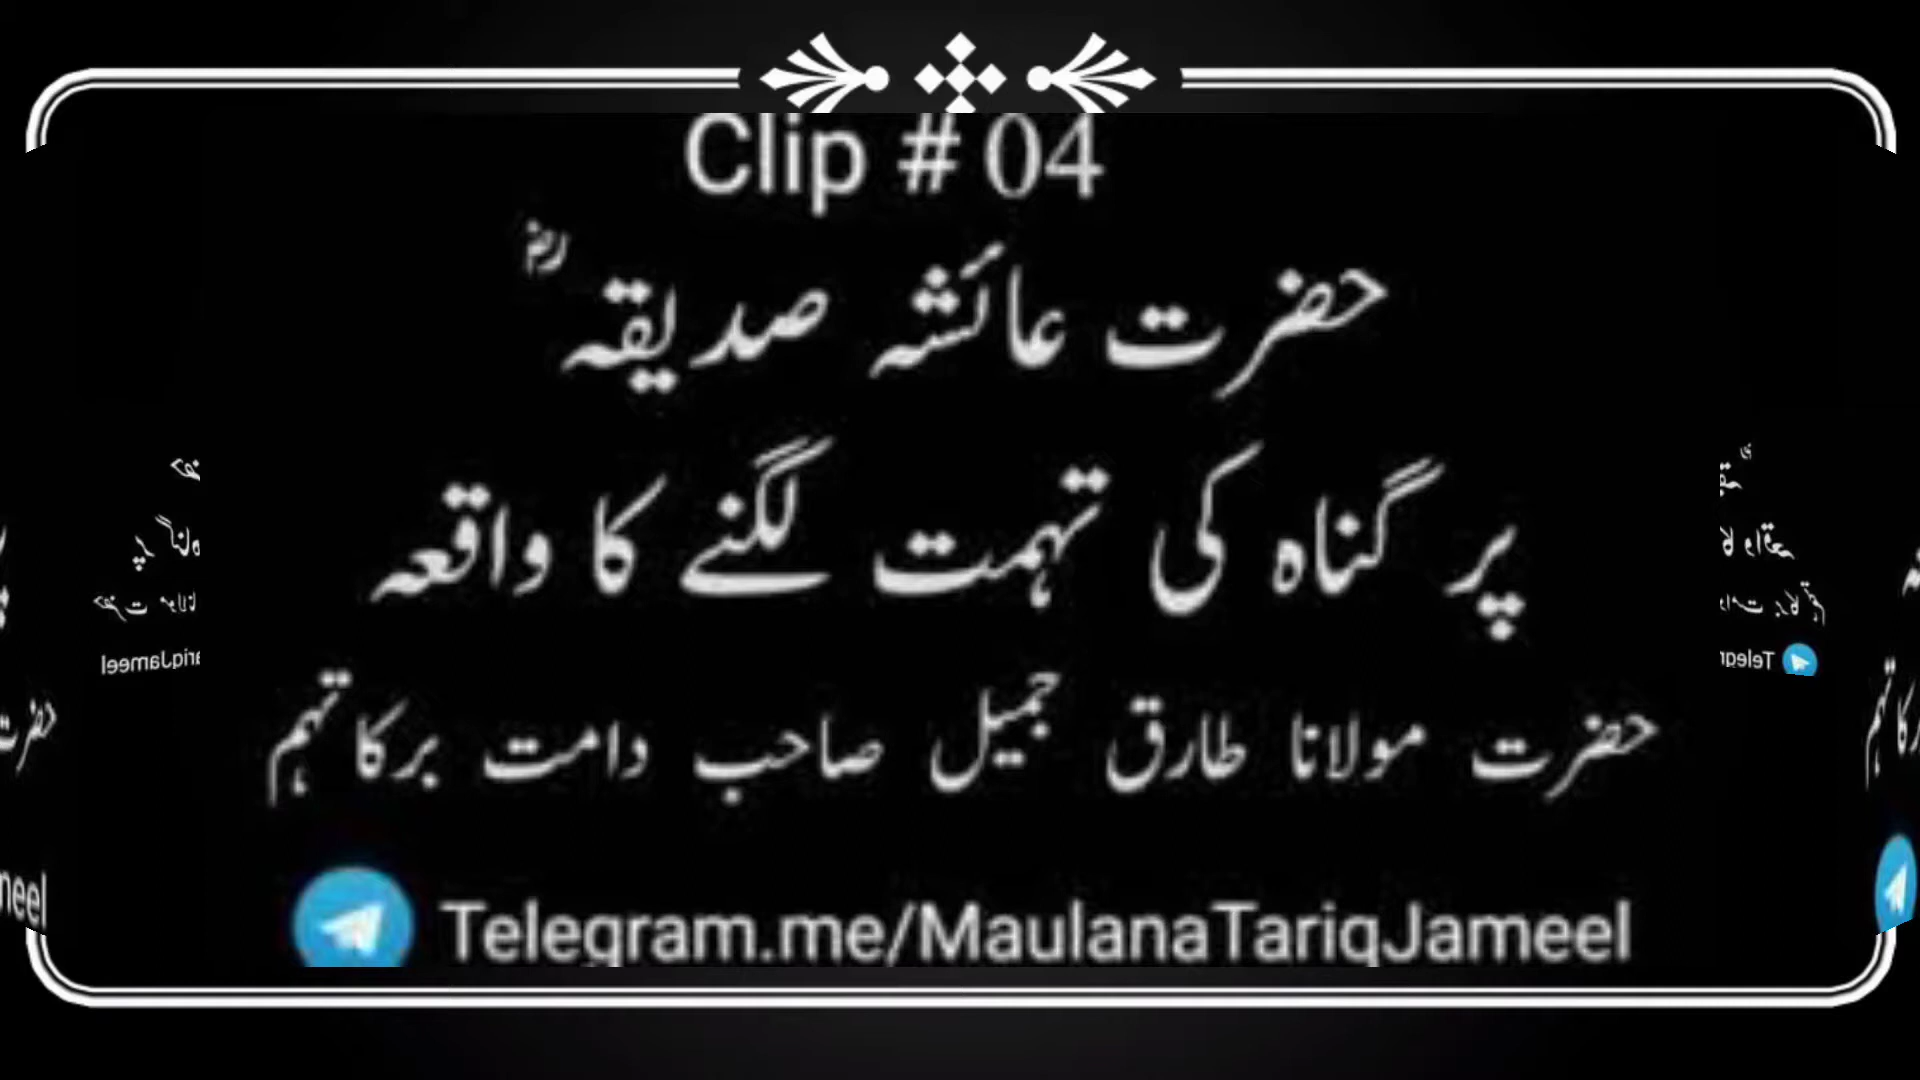 Clip # 04
حضرت عائشہ صدیقہ رض
پر گناہ کی تہمت لگنے کا واقعہ
حضرت مولانا طارق جمیل صاحب دامت برکاتہم
Telegram.me/MaulanaTariqJameel